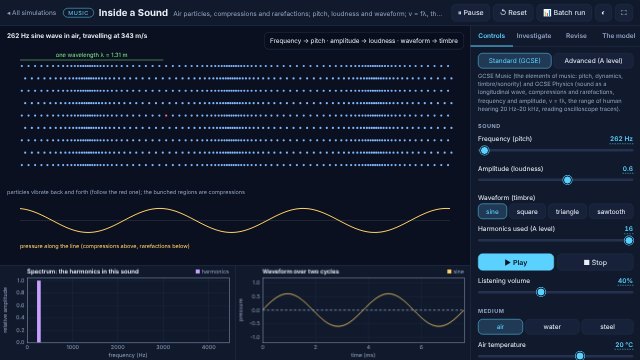 ◂ All simulations
MUSIC
Inside a Sound
Air particles, compressions and rarefactions; pitch, loudness and waveform; v = fλ, th…
⏸ Pause
↺ Reset
Batch run
262 Hz sine wave in air, travelling at 343 m/s
Frequency → pitch · amplitude → loudness · waveform → timbre
one wavelength λ = 1.31 m
particles vibrate back and forth (follow the red one); the bunched regions are compressions
pressure along the line (compressions above, rarefactions below)
Spectrum: the harmonics in this sound
harmonics
relative amplitude
1.0
0.8
0.6
0.4
0.2
0.0
0
1000
2000
3000
4000
frequency (Hz)
Waveform over two cycles
sine
pressure
1.0
0.5
0.0
-0.5
-1.0
0
2
4
6
time (ms)
Controls
Investigate
Revise
The model
Standard (GCSE)
Advanced (A level)
GCSE Music (the elements of music: pitch, dynamics,
timbre/sonority) and GCSE Physics (sound as a
longitudinal wave, compressions and rarefactions,
frequency and amplitude, v = fλ, the range of human
hearing 20 Hz-20 kHz, reading oscilloscope traces).
SOUND
Frequency (pitch)
262 Hz
Amplitude (loudness)
0.6
Waveform (timbre)
sine
square
triangle
sawtooth
Harmonics used (A level)
16
▶ Play
■ Stop
Listening volume
40%
MEDIUM
air
water
steel
Air temperature
20 °C